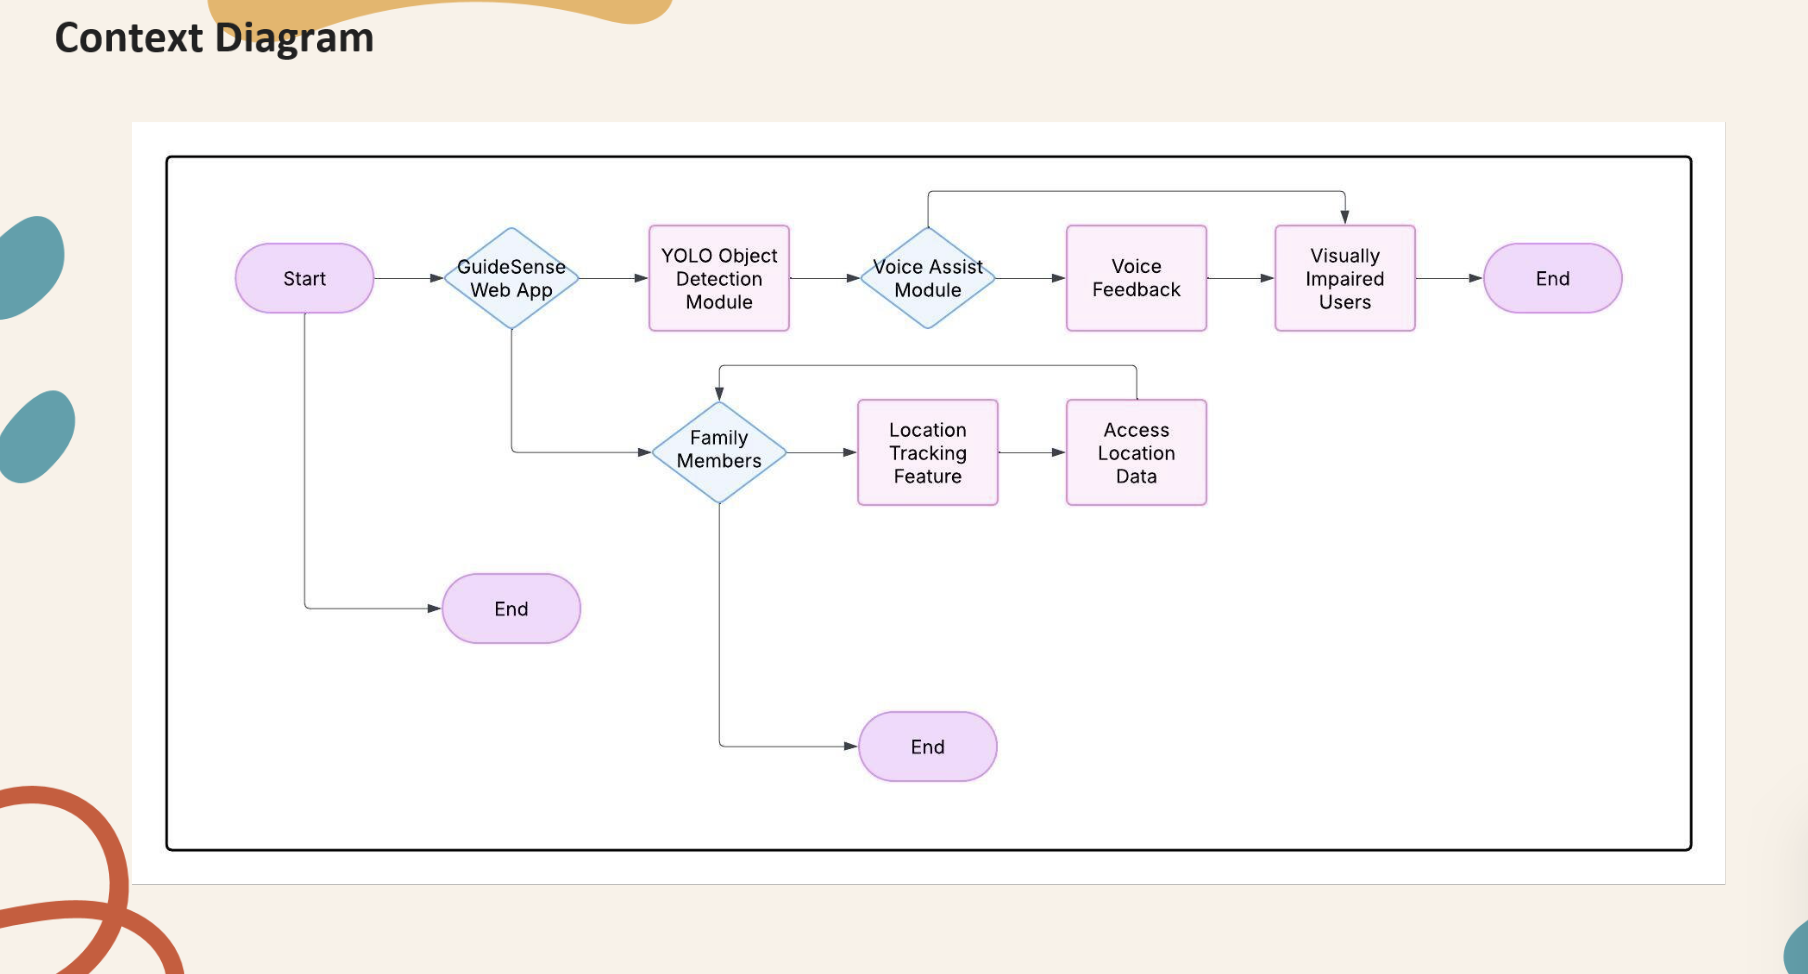 Context Diagram
Start
GuideSense
Web App
YOLO Object
Detection
Module
Voice Assist
Module
Voice
Feedback
Visually
Impaired
Users
End
Family
Members
Location
Tracking
Feature
Access
Location
Data
End
End